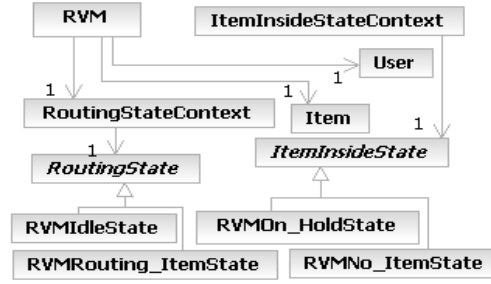 RVM
ItemInsideStateContext
User
1
1
1
RoutingStateContext
Item
1
1
RoutingState
ItemInsideState
RVMIdleState
RVMOn_HoldState
RVMRouting_ItemState
RVMNo_ItemState